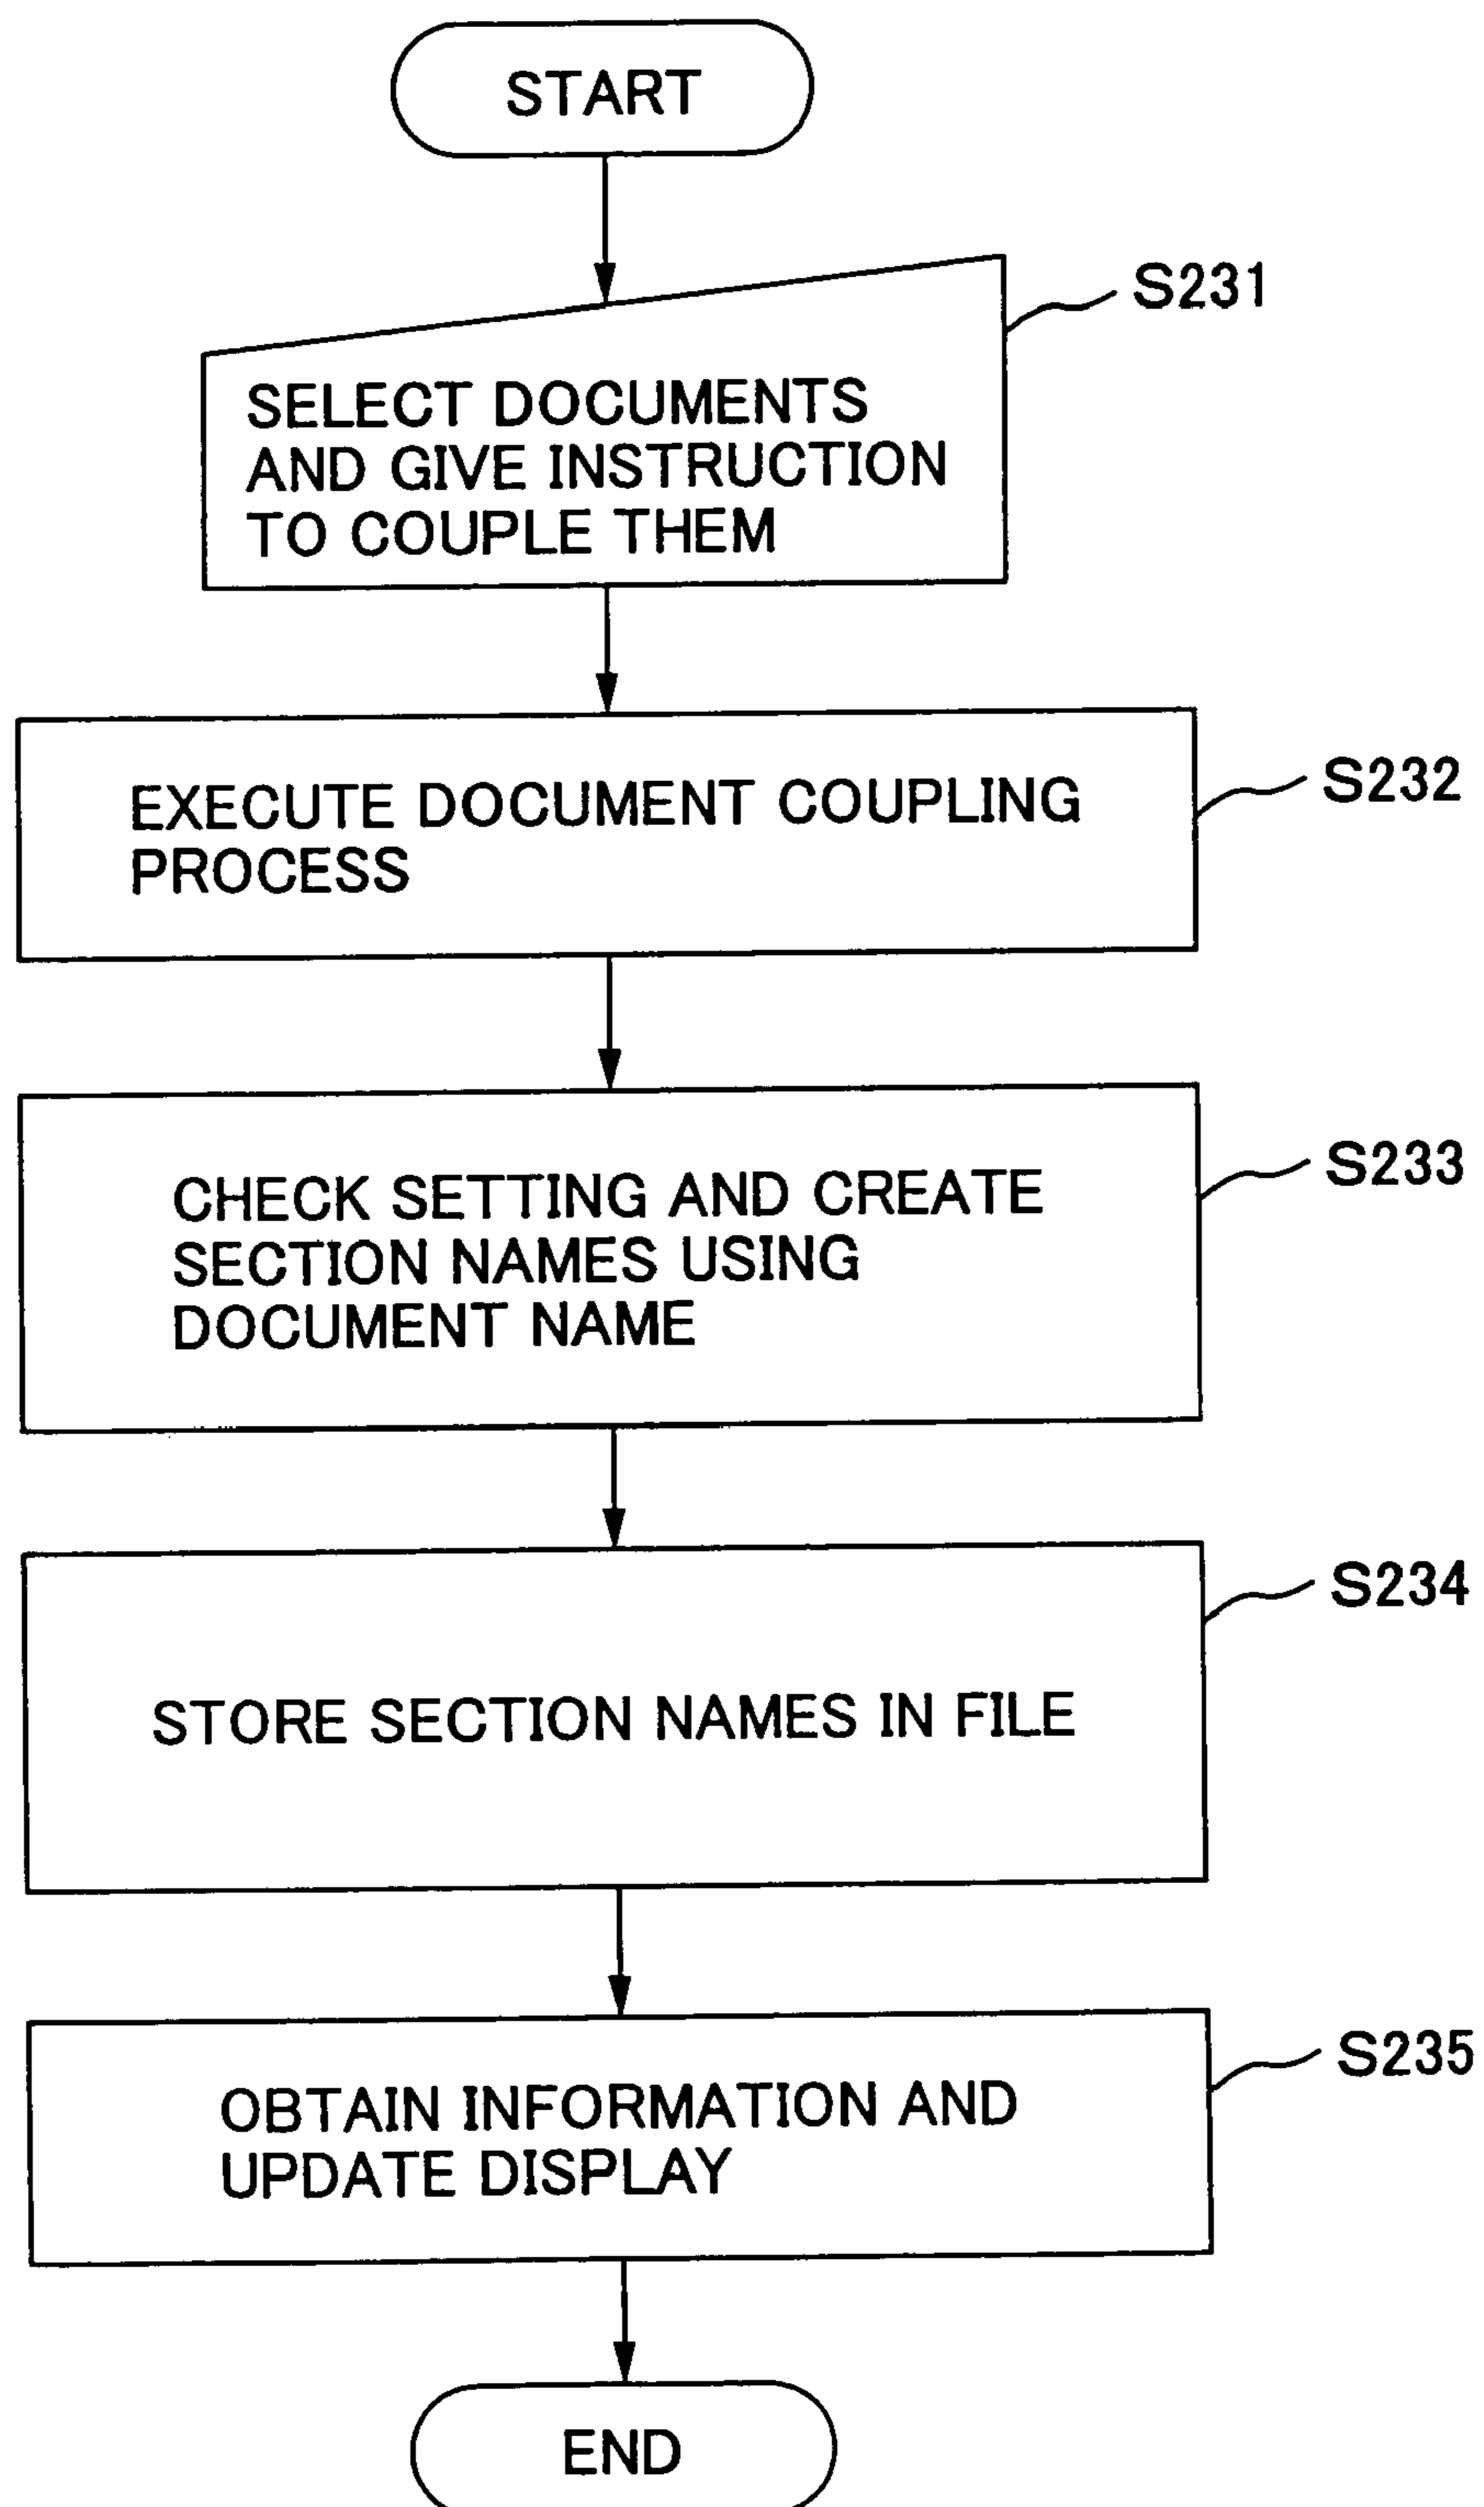 START
S231
SELECT DOCUMENTS
AND GIVE INSTRUCTION
TO COUPLE THEM
S232
EXECUTE DOCUMENT COUPLING
PROCESS
S233
CHECK SETTING AND CREATE
SECTION NAMES USING
DOCUMENT NAME
S234
STORE SECTION NAMES IN FILE
S235
OBTAIN INFORMATION AND
UPDATE DISPLAY
END